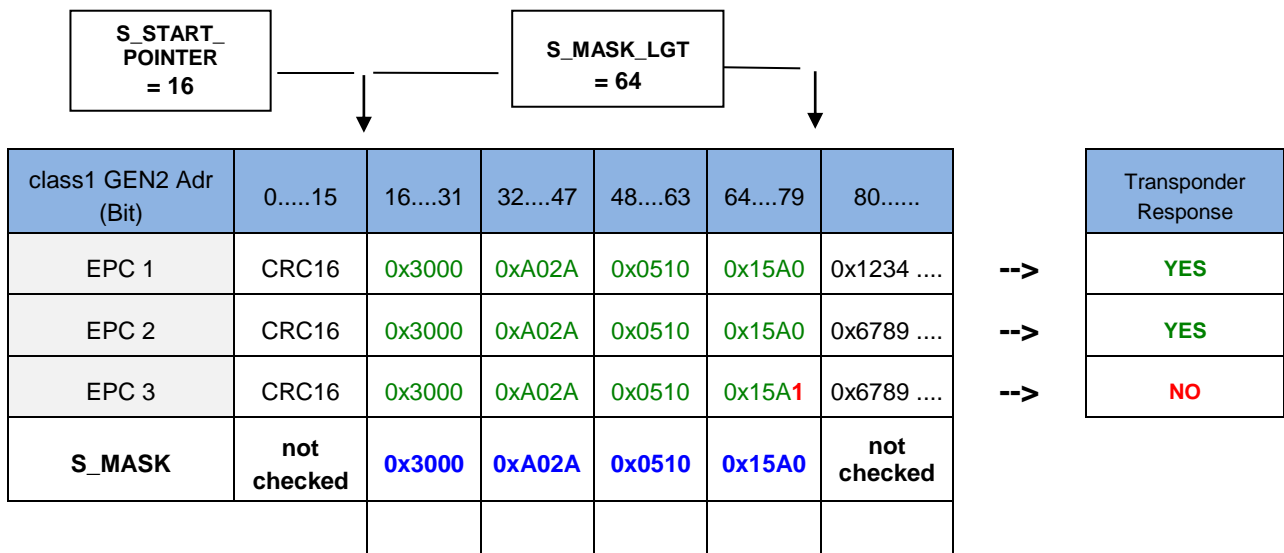 S_START_
POINTER
= 16
S_MASK_LGT
= 64
class1 GEN2 Adr
(Bit)
0.....15
16....31
32....47
48....63
64....79
80......
Transponder
Response
EPC 1
CRC16
0x3000
0xA02A
0x0510
0x15A0
0x1234 ....
-->
YES
EPC 2
CRC16
0x3000
0xA02A
0x0510
0x15A0
0x6789 ....
-->
YES
EPC 3
CRC16
0x3000
0xA02A
0x0510
0x15A1
0x6789 ....
-->
NO
S_MASK
not
checked
0x3000
0xA02A
0x0510
0x15A0
not
checked